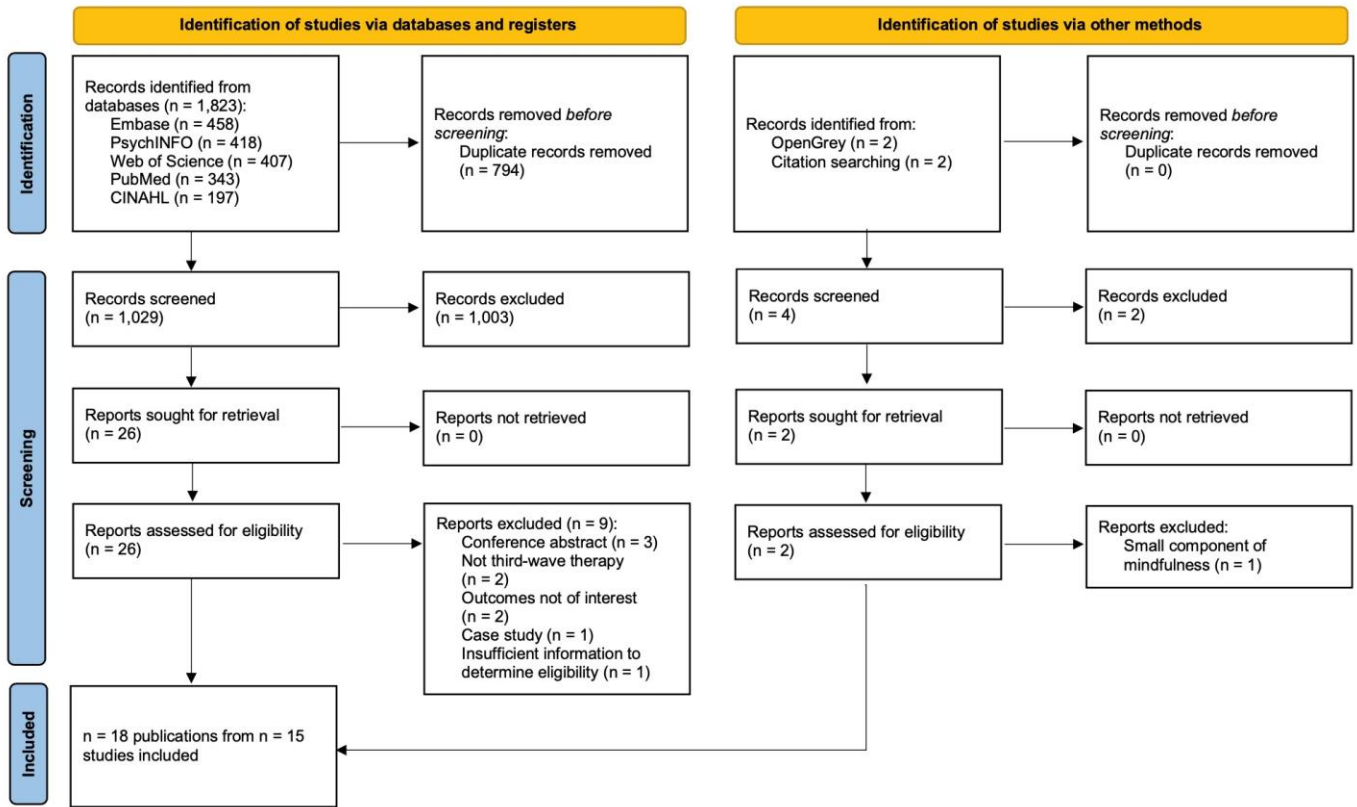 Identification of studies via databases and registers
Identification of studies via other methods
Identification
Records identified from
databases (n = 1,823):
Embase (n = 458)
PsychINFO (n = 418)
Web of Science (n = 407)
PubMed (n = 343)
CINAHL (n = 197)
Records removed before
screening:
Duplicate records removed
(n = 794)
Records identified from:
OpenGrey (n = 2)
Citation searching (n = 2)
Records removed before
screening:
Duplicate records removed
(n = 0)
Screening
Records screened
(n = 1,029)
Records excluded
(n = 1,003)
Records screened
(n = 4)
Records excluded
(n = 2)
Reports sought for retrieval
(n = 26)
Reports not retrieved
(n = 0)
Reports sought for retrieval
(n = 2)
Reports not retrieved
(n = 0)
Reports assessed for eligibility
(n = 26)
Reports excluded (n = 9):
Conference abstract (n = 3)
Not third-wave therapy
(n = 2)
Outcomes not of interest
(n = 2)
Case study (n = 1)
Insufficient information to
determine eligibility (n = 1)
Reports assessed for eligibility
(n = 2)
Reports excluded:
Small component of
mindfulness (n = 1)
Included
n = 18 publications from n = 15
studies included